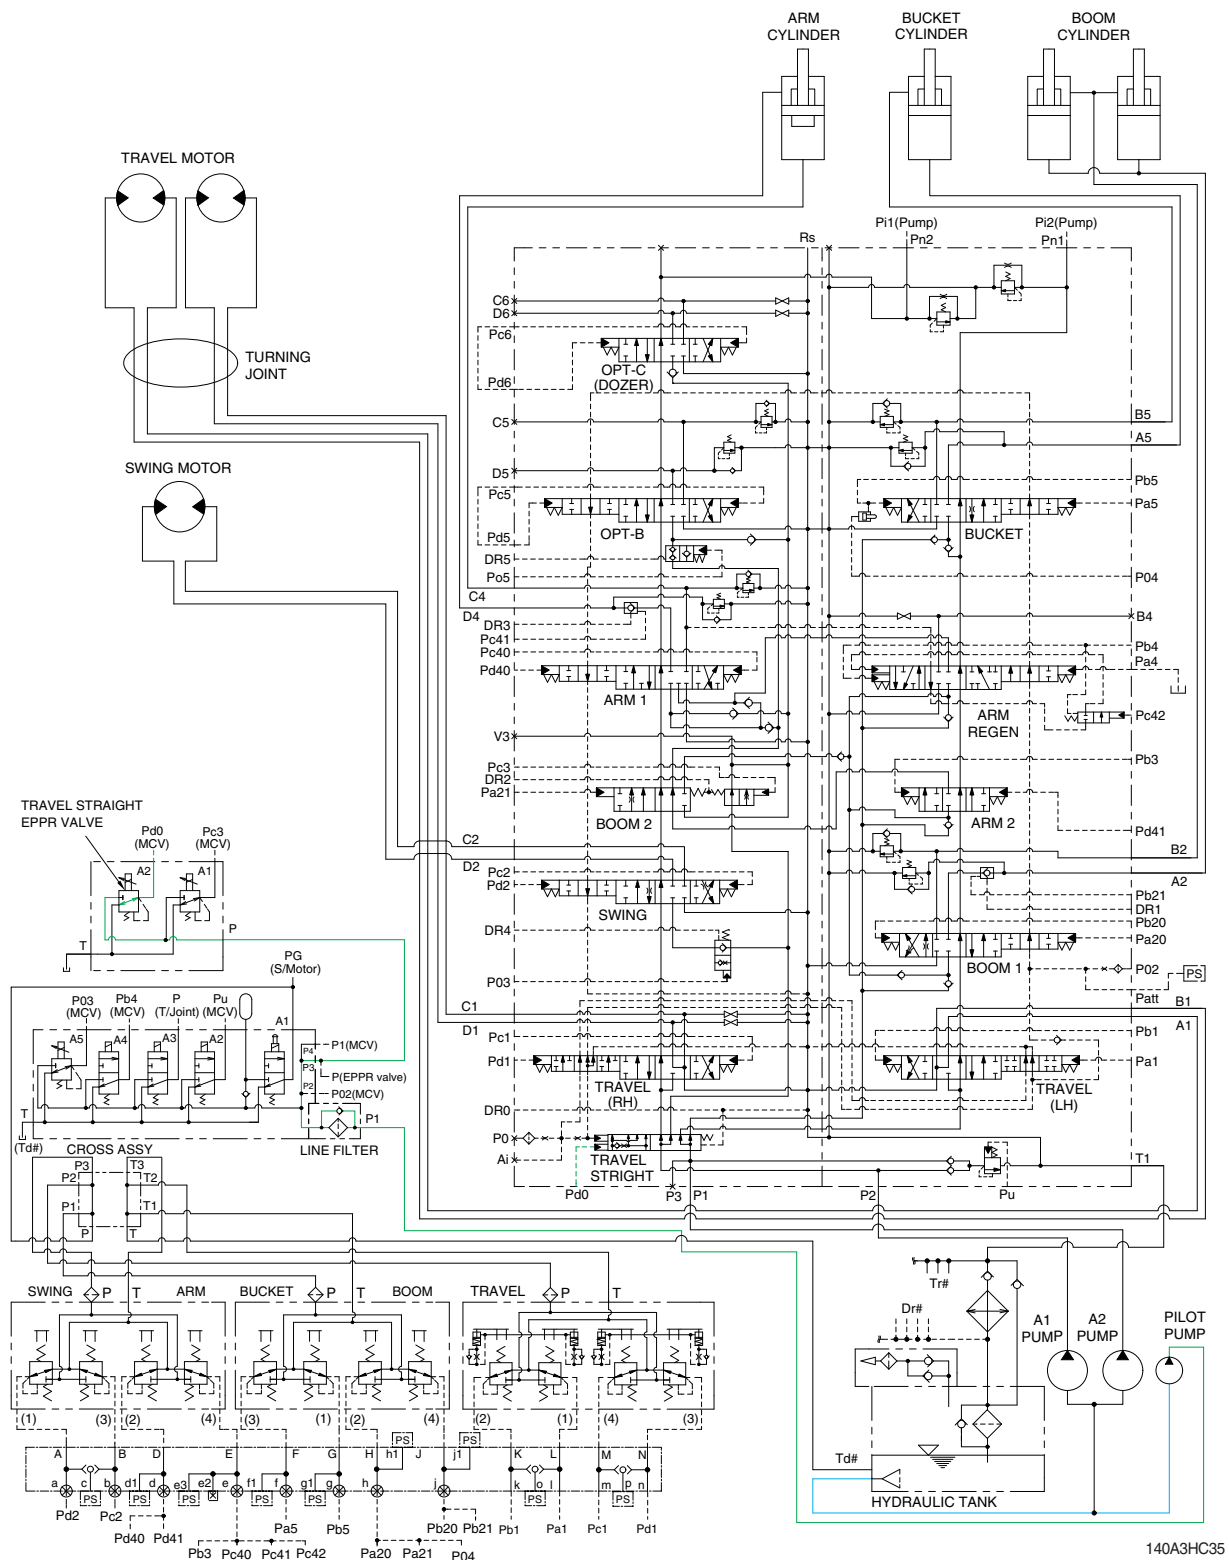 ARM
CYLINDER
BUCKET
CYLINDER
BOOM
CYLINDER
TRAVEL MOTOR
TURNING
JOINT
SWING MOTOR
Pi1(Pump)
Pn2
Pi2(Pump)
Pn1
Rs
C6
D6
Pc6
Pd6
OPT-C
(DOZER)
C5
D5
Pc5
Pd5
OPT-B
DR5
Po5
C4
D4
DR3
Pc41
Pc40
Pd40
ARM 1
V3
Pc3
DR2
Pa21
BOOM 2
C2
D2
Pc2
Pd2
SWING
DR4
P03
C1
D1
Pc1
Pd1
TRAVEL
(RH)
DR0
P0
Ai
TRAVEL
STRIGHT
Pd0
P3
P1
P2
Pu
B5
A5
Pb5
Pa5
BUCKET
P04
B4
Pb4
Pa4
ARM
REGEN
Pc42
Pb3
ARM 2
Pd41
B2
A2
Pb21
DR1
Pb20
Pa20
BOOM 1
P02
PS
Patt
B1
A1
Pb1
Pa1
TRAVEL
(LH)
T1
TRAVEL STRAIGHT
EPPR VALVE
Pd0
(MCV)
Pc3
(MCV)
A2
A1
T
P
PG
(S/Motor)
P03
(MCV)
Pb4
(MCV)
P
(T/Joint)
Pu
(MCV)
A5
A4
A3
A2
A1
P4
P1(MCV)
P3
P(EPPR valve)
P2
P02(MCV)
P1
T
(Td#)
LINE FILTER
CROSS ASSY
P3
T3
P2
T2
P1
T1
P
T
SWING
P
T
ARM
BUCKET
P
T
BOOM
TRAVEL
P
T
(1)
(3)
(2)
(4)
(3)
(1)
(2)
(4)
(2)
(1)
(4)
(3)
A
B
D
E
F
G
H
h1
PS
J
j1
PS
K
L
M
N
a
c
b
d1
d
e3
e2
e
f1
f
g1
g
h
j
k
o
l
m
p
n
PS
PS
PS
PS
PS
PS
PS
Pd2
Pc2
Pd40
Pd41
Pb3
Pc40
Pc41
Pc42
Pa5
Pb5
Pa20
Pa21
P04
Pb20
Pb21
Pb1
Pa1
Pc1
Pd1
Tr#
Dr#
Td#
A1
PUMP
A2
PUMP
PILOT
PUMP
HYDRAULIC TANK
140A3HC35